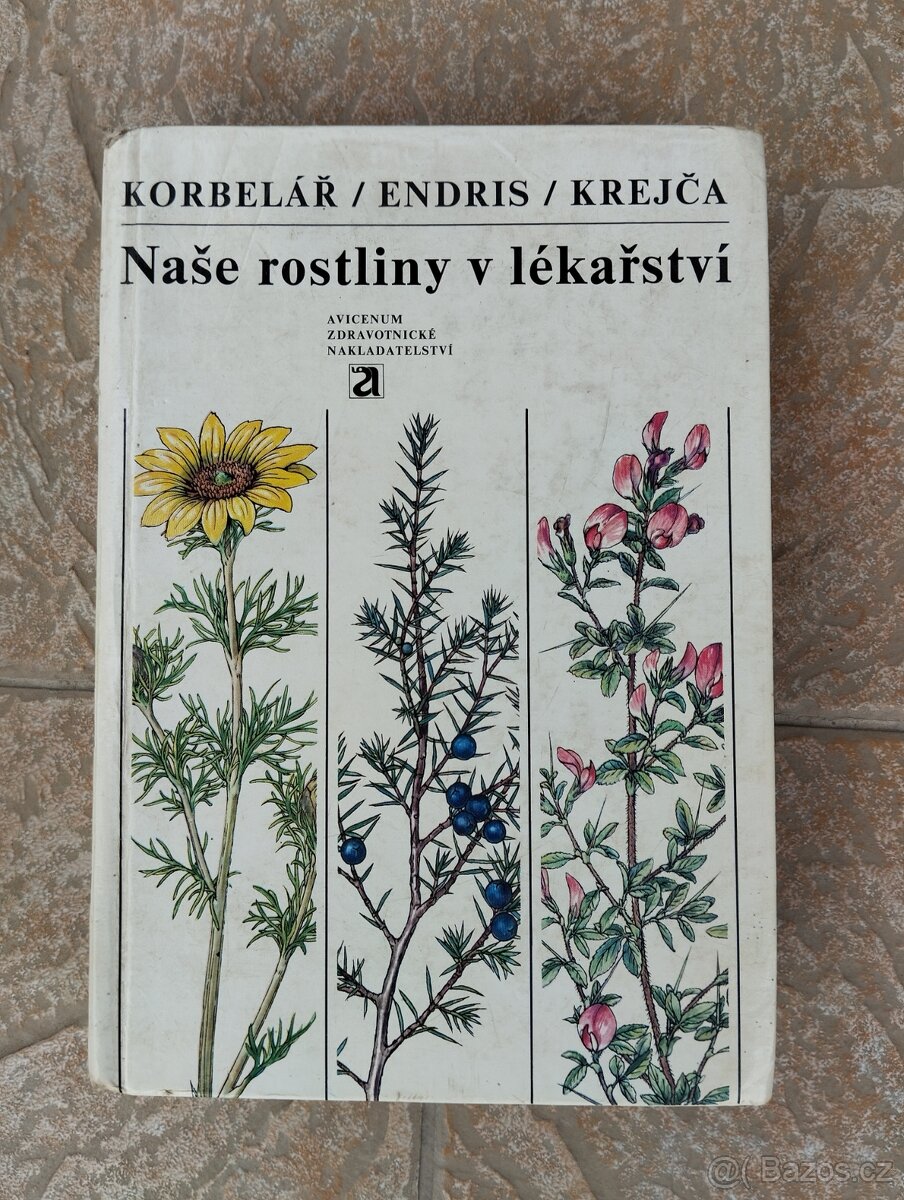 KORBELÁŘ / ENDRIS / KREJČA
Naše rostliny v lékařství
AVICENUM
ZDRAVOTNICKÉ
NAKLADATELSTVÍ
@( Bazos.cz